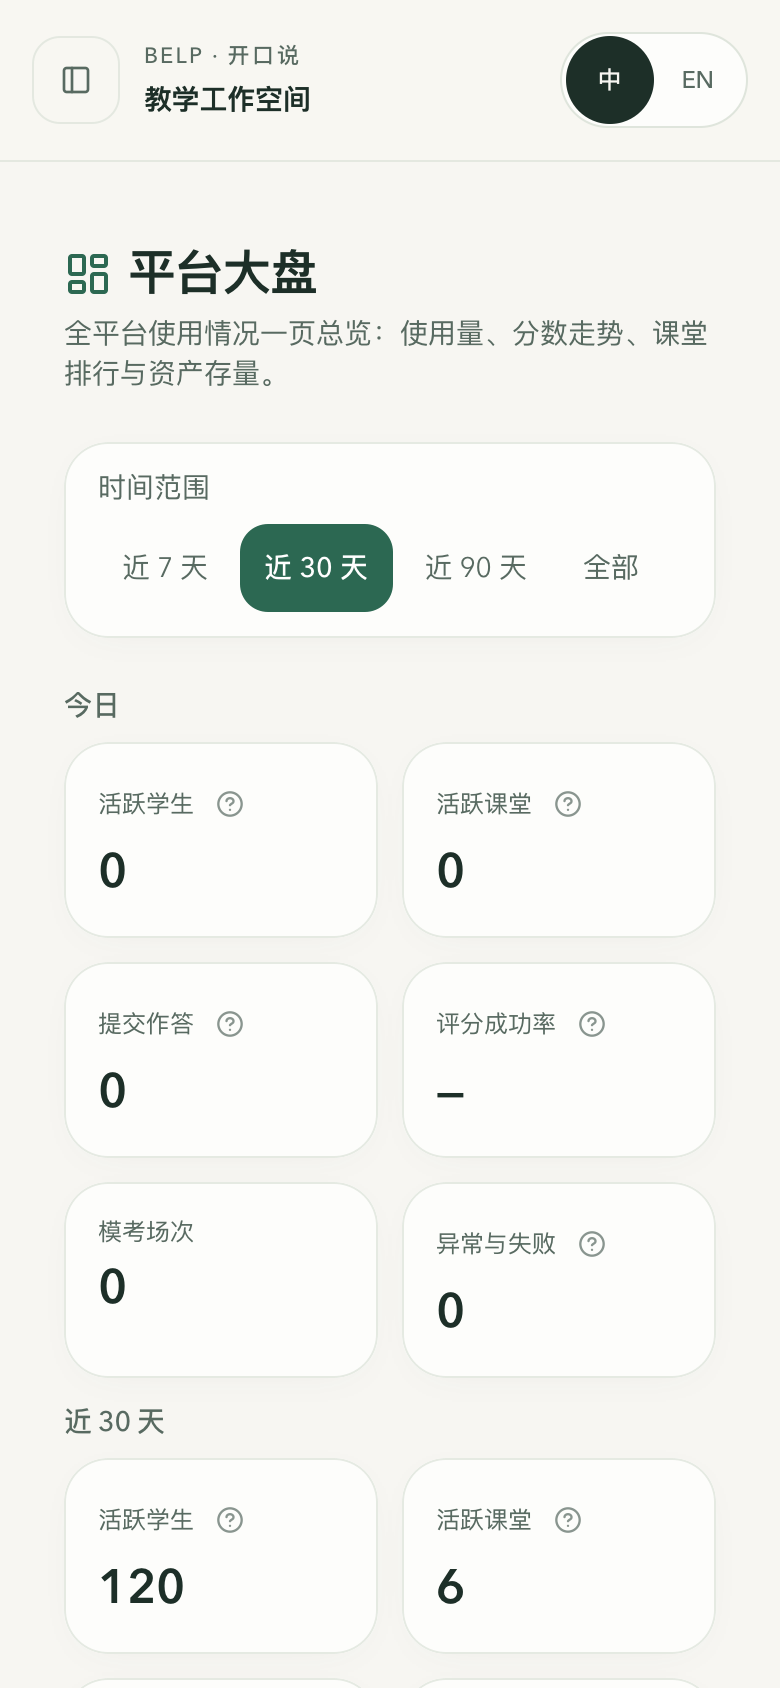 BELP · 开口说
教学工作空间
中
EN
平台大盘
全平台使用情况一页总览：使用量、分数走势、课堂
排行与资产存量。
时间范围
近 7 天
近 30 天
近 90 天
全部
今日
活跃学生
0
活跃课堂
0
提交作答
0
评分成功率
–
模考场次
0
异常与失败
0
近 30 天
活跃学生
120
活跃课堂
6